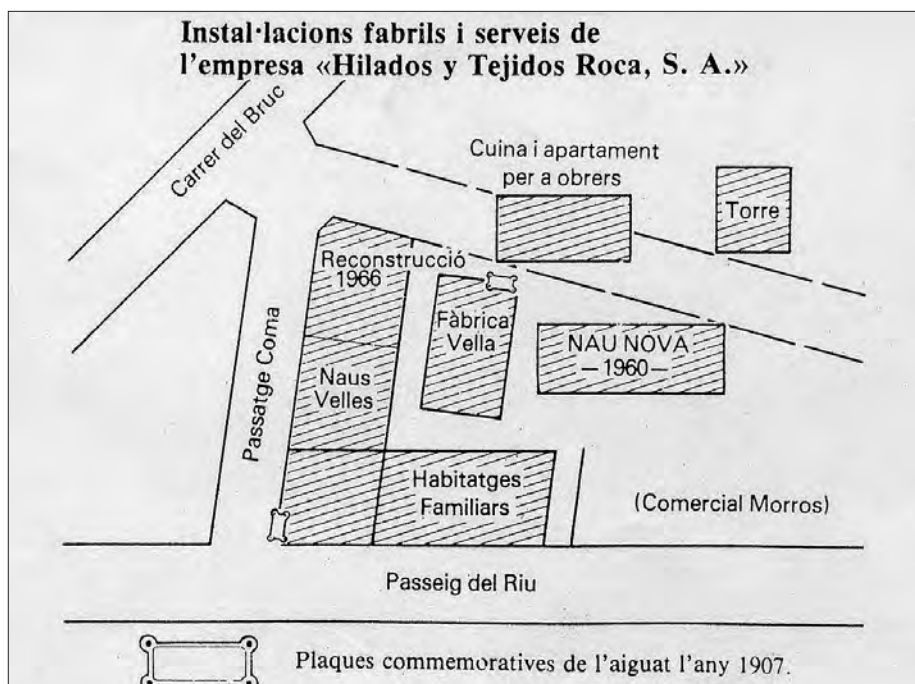 Instal·lacions fabrils i serveis de
l'empresa «Hilados y Tejidos Roca, S. A.»
Carrer del Bruc
Cuina i apartament
per a obrers
Torre
Reconstrucció
1966
Fàbrica
Vella
NAU NOVA
—1960—
Passatge Coma
Naus
Velles
Habitatges
Familiars
(Comercial Morros)
Passeig del Riu
Plaques commemoratives de l'aiguat l'any 1907.